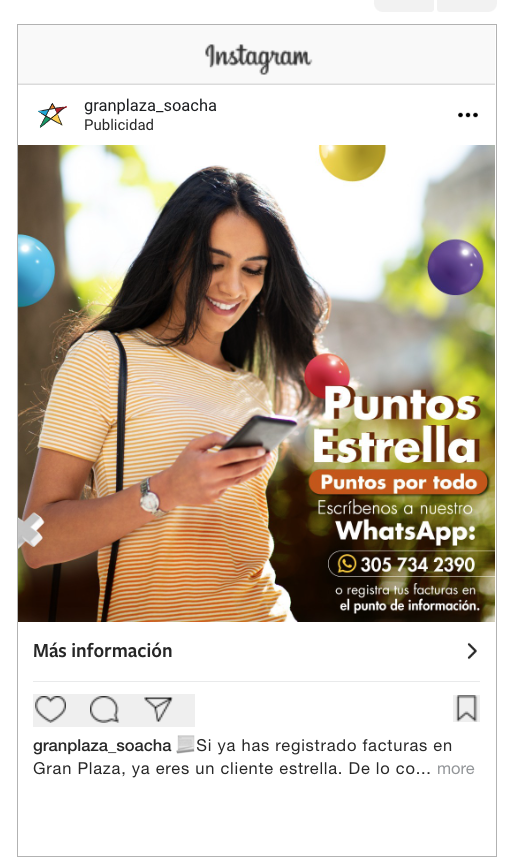 Instagram
granplaza_soacha
Publicidad
Puntos
Estrella
Puntos por todo
Escríbenos a nuestro
WhatsApp:
305 734 2390
o registra tus facturas en
el punto de información.
Más información
granplaza_soacha Si ya has registrado facturas en
Gran Plaza, ya eres un cliente estrella. De lo co... more